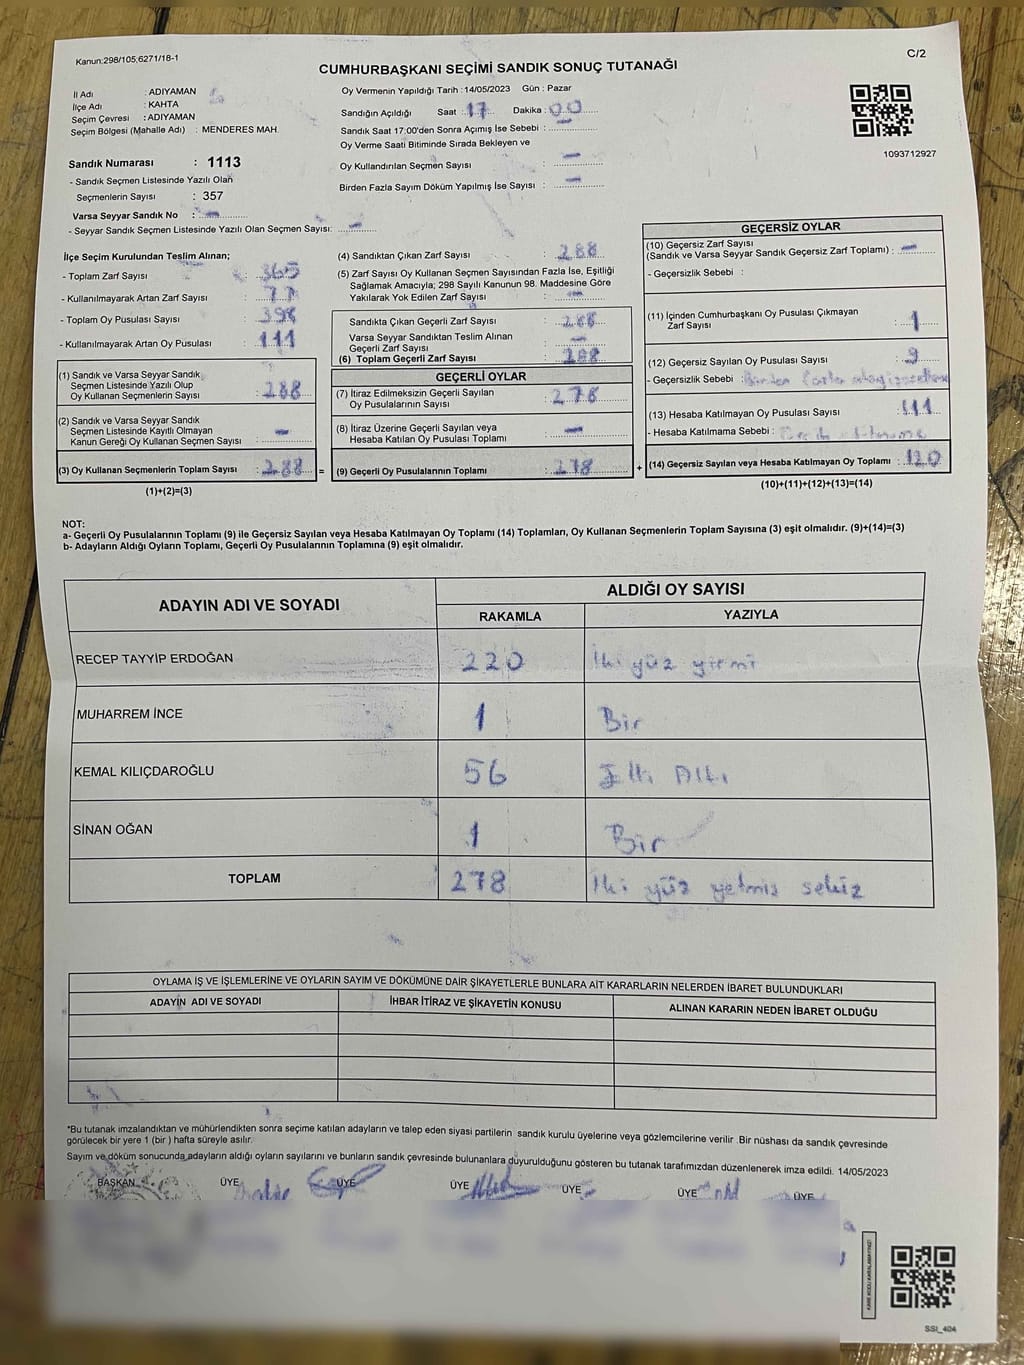 Kanun:298/105;6271/18-1
C/2
CUMHURBAŞKANI SEÇİMİ SANDIK SONUÇ TUTANAĞI
İl Adı : ADIYAMAN
İlçe Adı : KAHTA
Seçim Çevresi : ADIYAMAN
Seçim Bölgesi (Mahalle Adı) : MENDERES MAH.
Sandık Numarası : 1113
- Sandık Seçmen Listesinde Yazılı Olan
Seçmenlerin Sayısı : 357
Varsa Seyyar Sandık No : -
- Seyyar Sandık Seçmen Listesinde Yazılı Olan Seçmen Sayısı: -
Oy Vermenin Yapıldığı Tarih : 14/05/2023 Gün : Pazar
Sandığın Açıldığı Saat : 17 Dakika : 00
Sandık Saat 17:00'den Sonra Açımış İse Sebebi :
Oy Verme Saati Bitiminde Sırada Bekleyen ve
Oy Kullandırılan Seçmen Sayısı : -
Birden Fazla Sayım Döküm Yapılmış İse Sayısı : -
1093712927
İlçe Seçim Kurulundan Teslim Alınan;
- Toplam Zarf Sayısı : 365
- Kullanılmayarak Artan Zarf Sayısı : 77
- Toplam Oy Pusulası Sayısı : 398
- Kullanılmayarak Artan Oy Pusulası : 111
(1) Sandık ve Varsa Seyyar Sandık
Seçmen Listesinde Yazılı Olup
Oy Kullanan Seçmenlerin Sayısı : 288
(2) Sandık ve Varsa Seyyar Sandık
Seçmen Listesinde Kayılı Olmayan
Kanun Gereği Oy Kullanan Seçmen Sayısı : -
(3) Oy Kullanan Seçmenlerin Toplam Sayısı : 288 =
(1)+(2)=(3)
(4) Sandıktan Çıkan Zarf Sayısı : 288
(5) Zarf Sayısı Oy Kullanan Seçmen Sayısından Fazla İse, Eşitliği
Sağlamak Amacıyla; 298 Sayılı Kanunun 98. Maddesine Göre
Yakılarak Yok Edilen Zarf Sayısı : -
Sandıkta Çıkan Geçerli Zarf Sayısı : 288
Varsa Seyyar Sandıktan Teslim Alınan
Geçerli Zarf Sayısı : -
(6) Toplam Geçerli Zarf Sayısı : 288
GEÇERLİ OYLAR
(7) İtiraz Edilmeksizin Geçerli Sayılan
Oy Pusulalarının Sayısı : 278
(8) İtiraz Üzerine Geçerli Sayılan veya
Hesaba Katılan Oy Pusulası Toplamı : -
(9) Geçerli Oy Pusulalarının Toplamı : 278 +
GEÇERSİZ OYLAR
(10) Geçersiz Zarf Sayısı
(Sandık ve Varsa Seyyar Sandık Geçersiz Zarf Toplamı) : -
- Geçersizlik Sebebi :
(11) İçinden Cumhurbaşkanı Oy Pusulası Çıkmayan
Zarf Sayısı : 1
(12) Geçersiz Sayılan Oy Pusulası Sayısı : 9
- Geçersizlik Sebebi : Birden fazla
(13) Hesaba Katılmayan Oy Pusulası Sayısı : 111
- Hesaba Katılmama Sebebi :
(14) Geçersiz Sayılan veya Hesaba Katılmayan Oy Toplamı : 120
(10)+(11)+(12)+(13)=(14)
NOT:
a- Geçerli Oy Pusulalarının Toplamı (9) ile Geçersiz Sayılan veya Hesaba Katılmayan Oy Toplamı (14) Toplamları, Oy Kullanan Seçmenlerin Toplam Sayısına (3) eşit olmalıdır. (9)+(14)=(3)
b- Adayların Aldığı Oyların Toplamı, Geçerli Oy Pusulalarının Toplamına (9) eşit olmalıdır.
ADAYIN ADI VE SOYADI
ALDIĞI OY SAYISI
RAKAMLA YAZIYLA
RECEP TAYYİP ERDOĞAN 220 İki yüz yirmi
MUHARREM İNCE 1 Bir
KEMAL KILIÇDAROĞLU 56 Elli Altı
SİNAN OĞAN 1 Bir
TOPLAM 278 İki yüz yetmiş sekiz
OYLAMA İŞ VE İŞLEMLERİNE VE OYLARIN SAYIM VE DÖKÜMÜNE DAİR ŞİKAYETLERLE BUNLARA AİT KARARLARIN NELERDEN İBARET BULUNDUKLARI
ADAYIN ADI VE SOYADI İHBAR İTİRAZ VE ŞİKAYETİN KONUSU ALINAN KARARIN NEDEN İBARET OLDUĞU
*Bu tutanak imzalandıktan ve mühürlendikten sonra seçime katılan adayların ve talep eden siyasi partilerin sandık kurulu üyelerine veya gözlemcilerine verilir .Bir nüshası da sandık çevresinde
görülecek bir yere 1 (bir ) hafta süreyle asılır.
Sayım ve döküm sonucunda adayların aldığı oyların sayılarını ve bunların sandık çevresinde bulunanlara duyurulduğunu gösteren bu tutanak tarafımızdan düzenlenerek imza edildi. 14/05/2023
BAŞKAN ÜYE ÜYE ÜYE ÜYE ÜYE ÜYE
KARE KODU KARALAMAYINIZ!
SSI_404